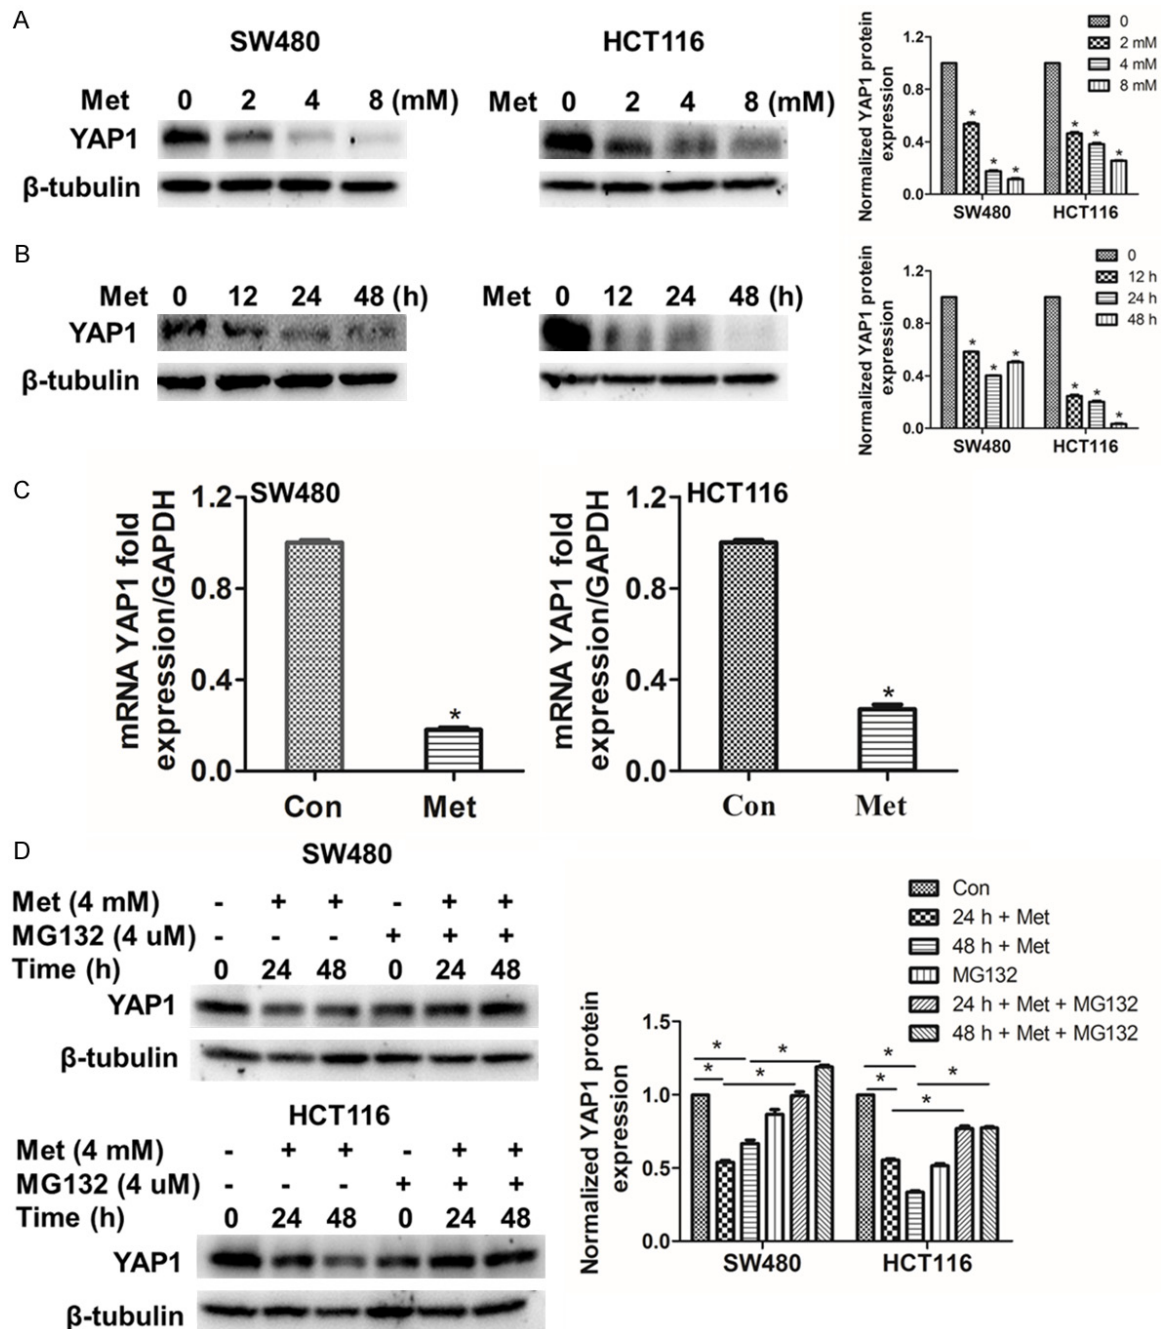 A
SW480
HCT116
Met 0 2 4 8 (mM)
Met 0 2 4 8 (mM)
YAP1
β-tubulin
Normalized YAP1 protein
expression
1.2
0.8
0.4
0.0
0
2 mM
4 mM
8 mM
* * * * * *
SW480 HCT116
B
Met 0 12 24 48 (h)
Met 0 12 24 48 (h)
YAP1
β-tubulin
Normalized YAP1 protein
expression
1.2
0.8
0.4
0.0
0
12 h
24 h
48 h
* * * * * *
SW480 HCT116
C
SW480
mRNA YAP1 fold
expression/GAPDH
1.2
0.8
0.4
0.0
*
Con Met
HCT116
mRNA YAP1 fold
expression/GAPDH
1.2
0.8
0.4
0.0
*
Con Met
D
SW480
Met (4 mM) - + + - + +
MG132 (4 uM) - - - + + +
Time (h) 0 24 48 0 24 48
YAP1
β-tubulin
HCT116
Met (4 mM) - + + - + +
MG132 (4 uM) - - - + + +
Time (h) 0 24 48 0 24 48
YAP1
β-tubulin
Con
24 h + Met
48 h + Met
MG132
24 h + Met + MG132
48 h + Met + MG132
Normalized YAP1 protein
expression
1.5
1.0
0.5
0.0
* * * * * * * *
SW480 HCT116